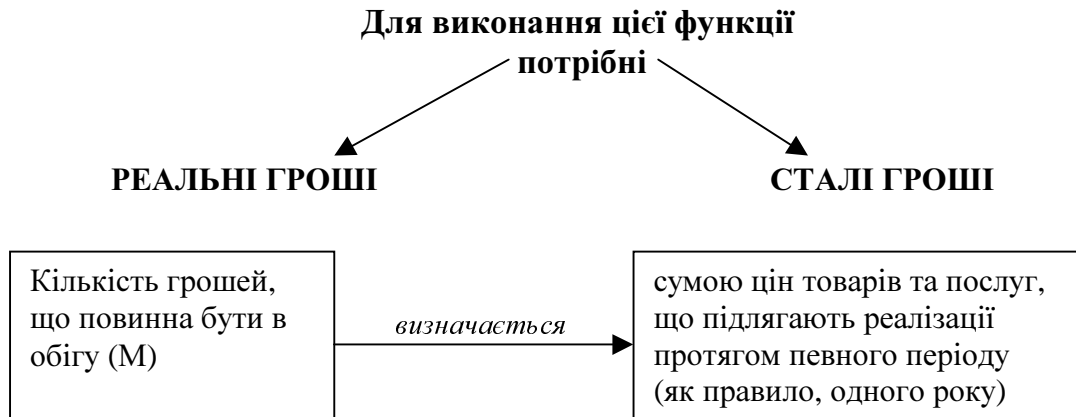 Для виконання цієї функції
потрібні
РЕАЛЬНІ ГРОШІ
СТАЛІ ГРОШІ
Кількість грошей,
що повинна бути в
обігу (М)
визначається
сумою цін товарів та послуг,
що підлягають реалізації
протягом певного періоду
(як правило, одного року)